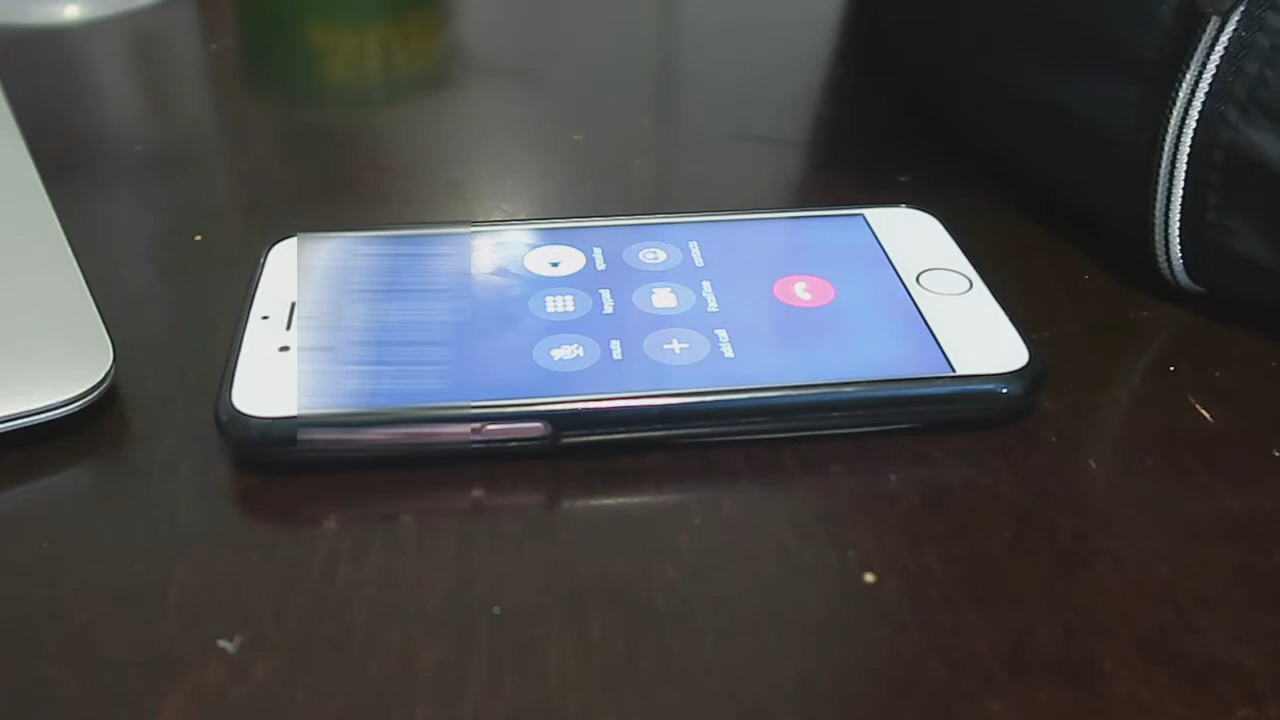 mute
keypad
speaker
add call
FaceTime
contacts